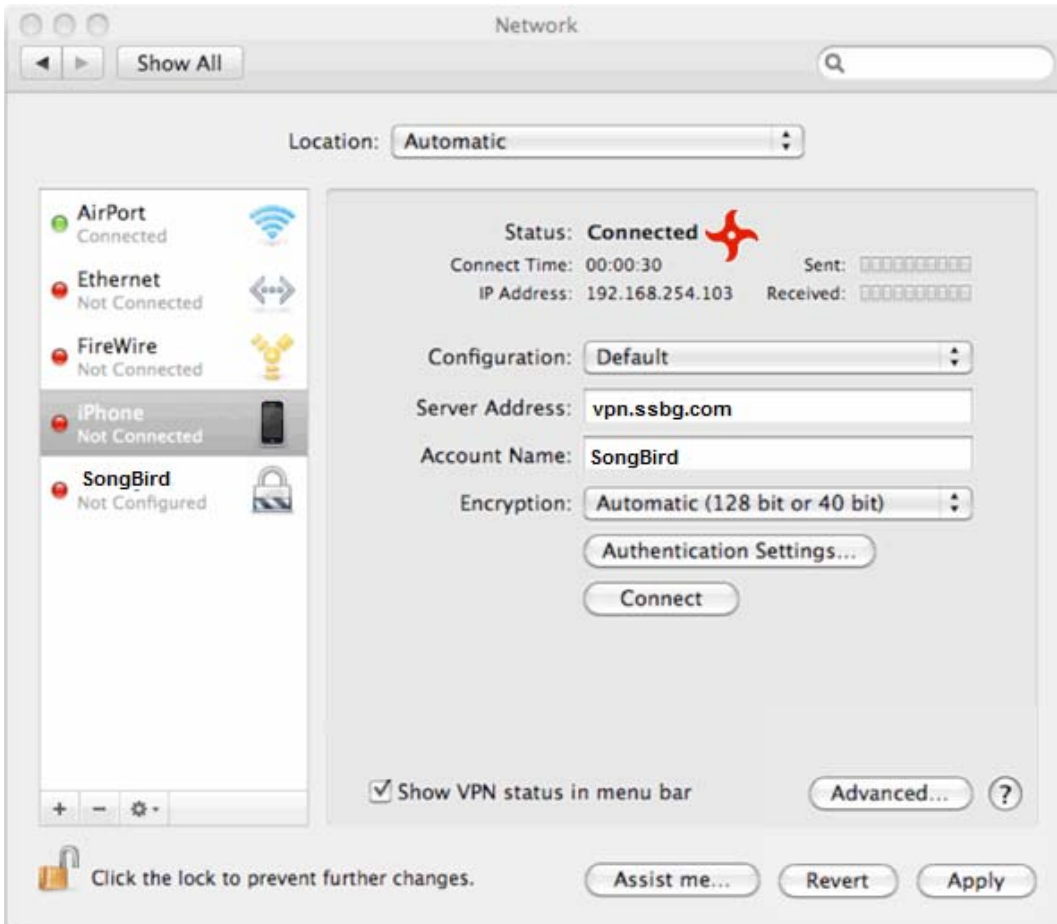 Network
Show All
Location: Automatic
AirPort
Connected
Ethernet
Not Connected
FireWire
Not Connected
iPhone
Not Connected
SongBird
Not Configured
Status: Connected
Connect Time: 00:00:30 Sent:
IP Address: 192.168.254.103 Received:
Configuration: Default
Server Address: vpn.ssbg.com
Account Name: SongBird
Encryption: Automatic (128 bit or 40 bit)
Authentication Settings...
Connect
Show VPN status in menu bar
Advanced... ?
+ −
Click the lock to prevent further changes.
Assist me... Revert Apply